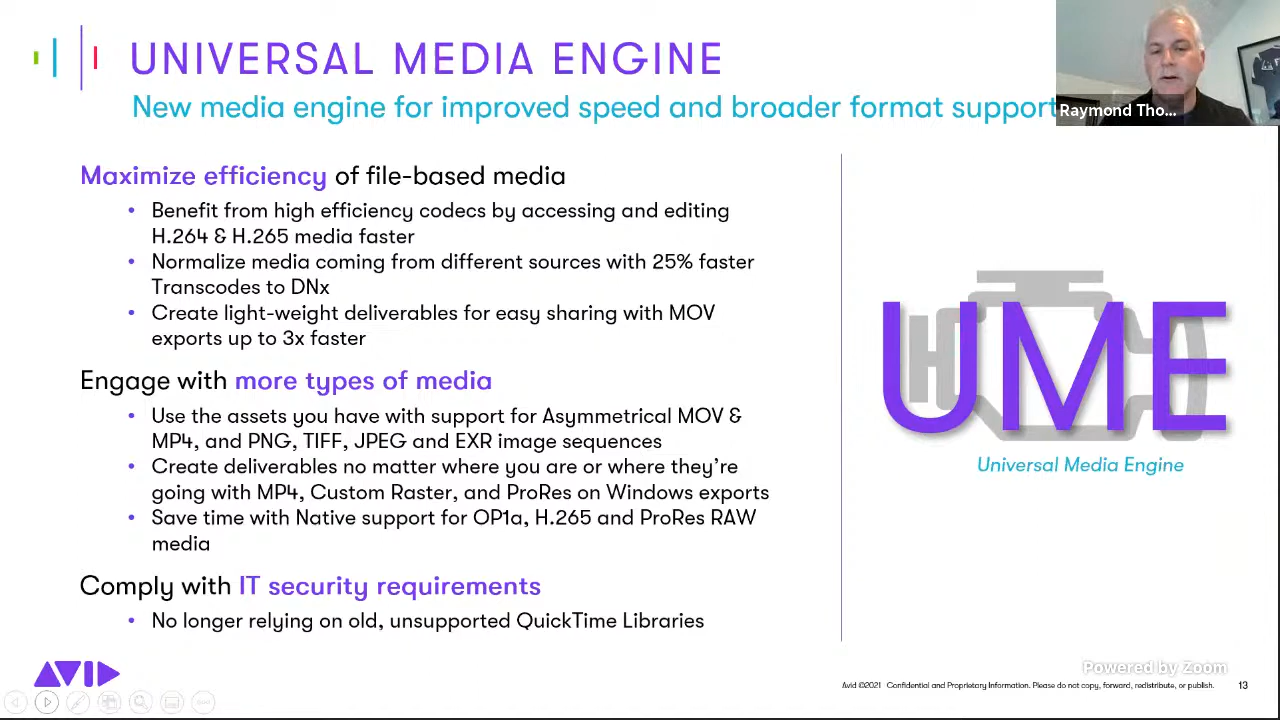 UNIVERSAL MEDIA ENGINE
New media engine for improved speed and broader format support
Raymond Tho...
Maximize efficiency of file-based media
• Benefit from high efficiency codecs by accessing and editing
H.264 & H.265 media faster
• Normalize media coming from different sources with 25% faster
Transcodes to DNx
• Create light-weight deliverables for easy sharing with MOV
exports up to 3x faster
Engage with more types of media
• Use the assets you have with support for Asymmetrical MOV &
MP4, and PNG, TIFF, JPEG and EXR image sequences
• Create deliverables no matter where you are or where they’re
going with MP4, Custom Raster, and ProRes on Windows exports
• Save time with Native support for OP1a, H.265 and ProRes RAW
media
Comply with IT security requirements
• No longer relying on old, unsupported QuickTime Libraries
UME
Universal Media Engine
AVID
Powered by Zoom
Avid ©2021 Confidential and Proprietary Information. Please do not copy, forward, redistribute, or publish. 13